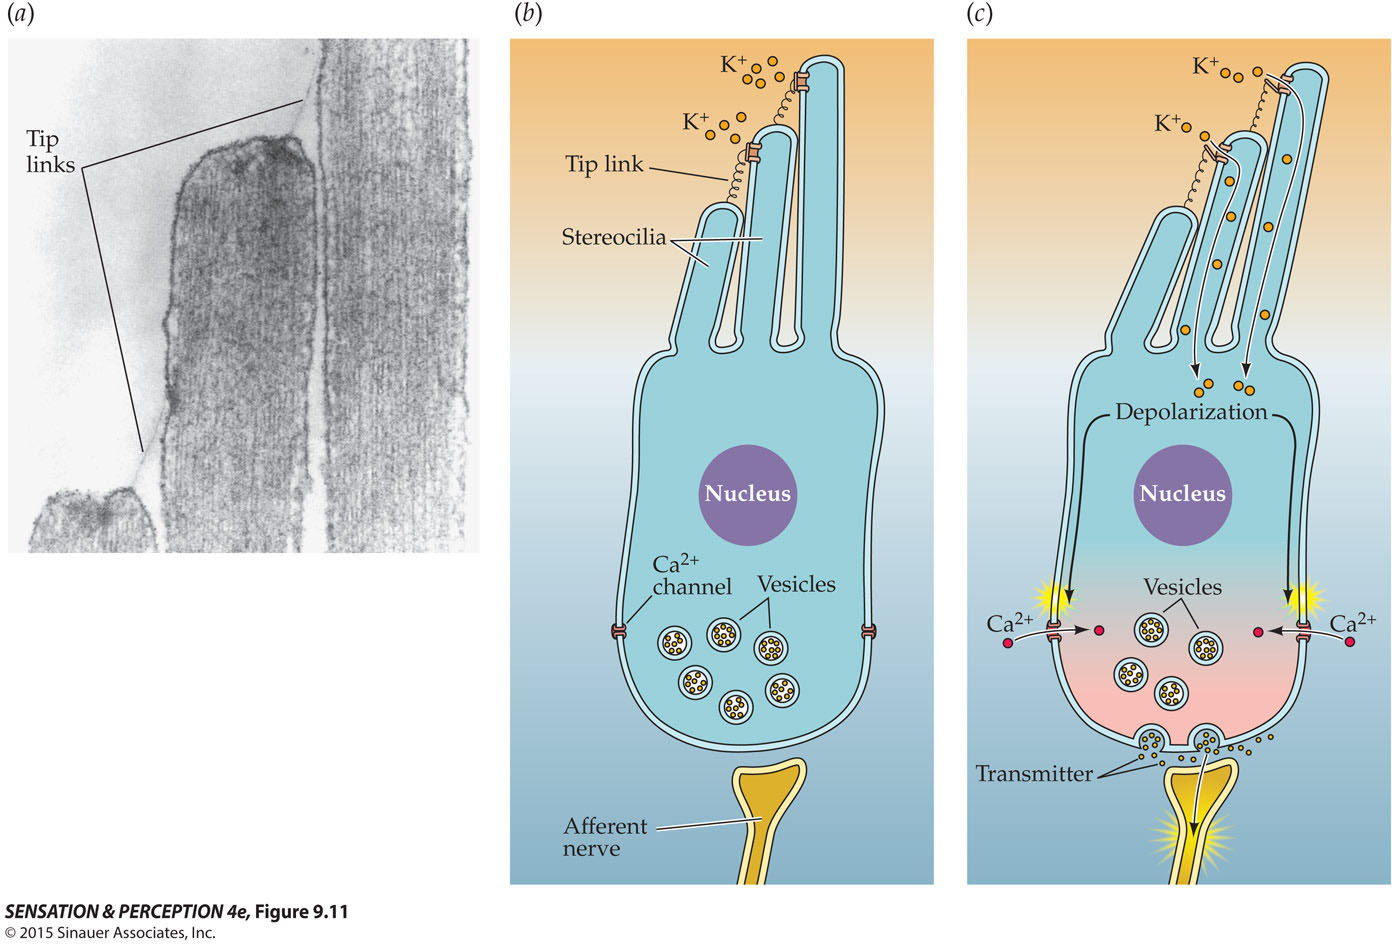 (a)
Tip
links
(b)
K+
K+
Tip link
Stereocilia
Nucleus
Ca2+
channel
Vesicles
Afferent
nerve
(c)
K+
K+
Depolarization
Nucleus
Vesicles
Ca2+
Ca2+
Transmitter
SENSATION & PERCEPTION 4e, Figure 9.11
© 2015 Sinauer Associates, Inc.